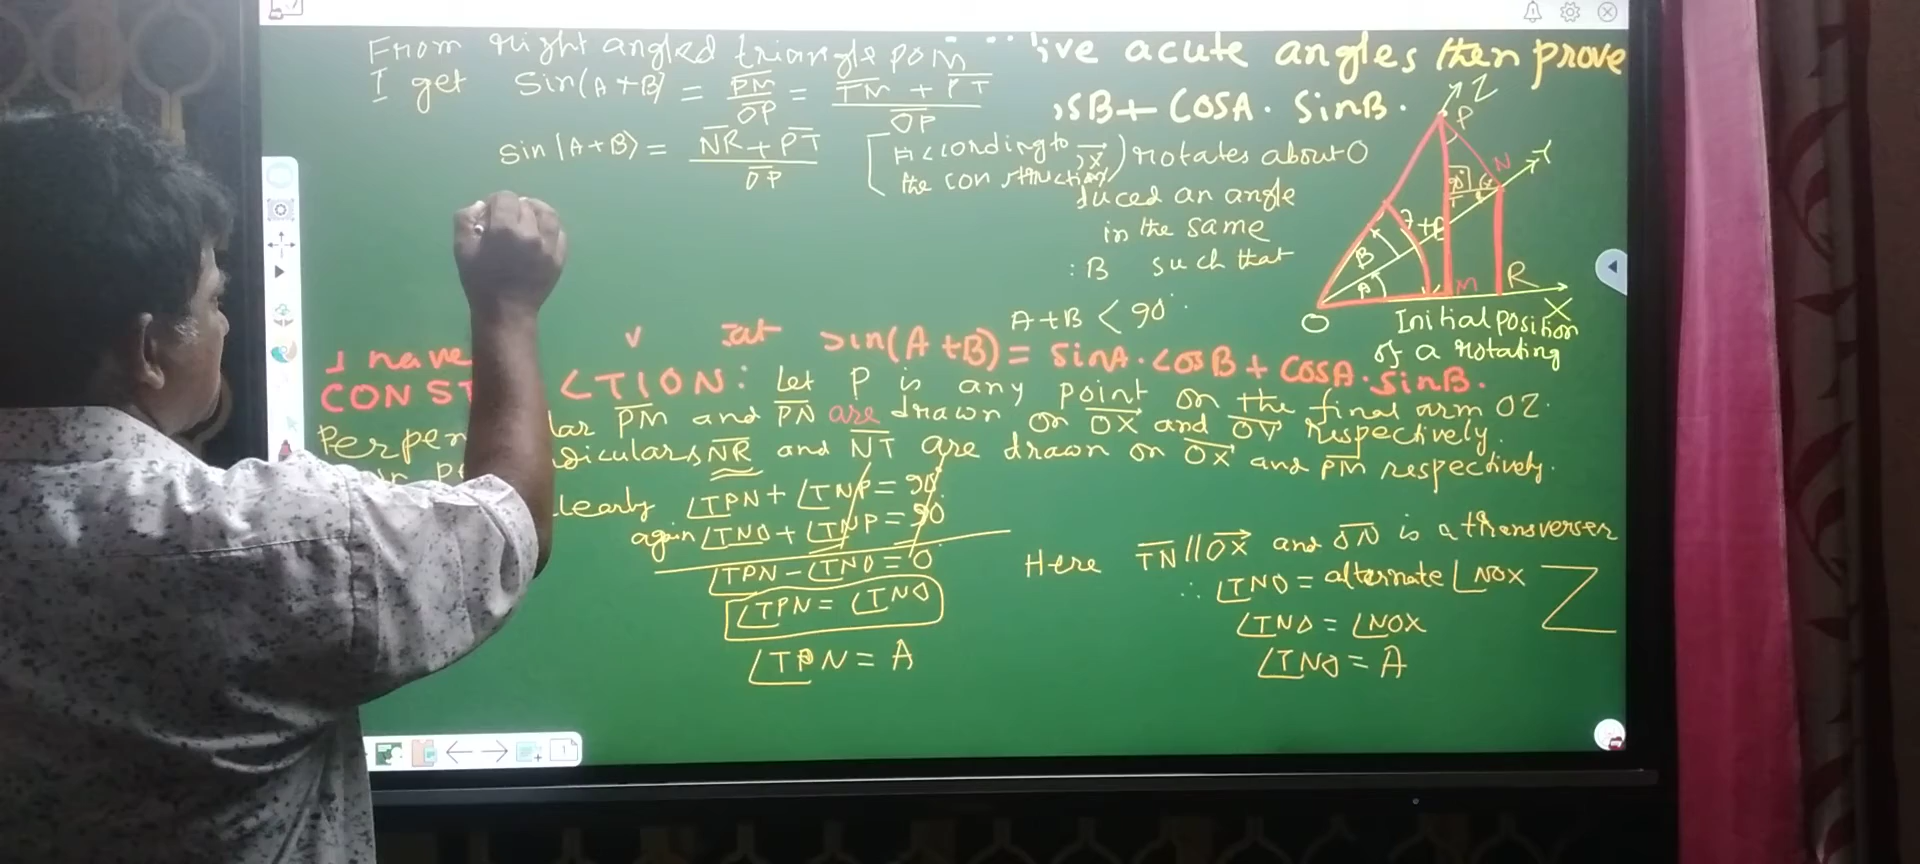 From right angled triangle POM
I get Sin(A+B) = PM/OP = TM + PT/OP
Sin(A+B) = NR + PT/OP [According to the construction]
ive acute angles then prove
sB + COSA. SinB.
rotates about O
duced an angle
in the same
: B such that
A+B < 90°
Z
P
N
Y
90°
T
B
A
O
M
R
X
Initial position
of a rotating
I have
Sin(A+B) = SinA.CosB + COSA.SinB.
CONST CTION: Let P is any point on the final arm OZ.
Perpen lar PM and PN are drawn on OX and OY respectively.
diculars NR and NT are drawn on OX and PM respectively.
learly ∠TPN + ∠TNP = 90°
again ∠TNO + ∠TNP = 90
∠TPN - ∠TNO = 0
∠TPN = ∠TNO
∠TPN = A
Here TN // OX and ON is a transverser
∴ ∠TNO = alternate ∠NOX
∠TNO = ∠NOX
∠TNO = A